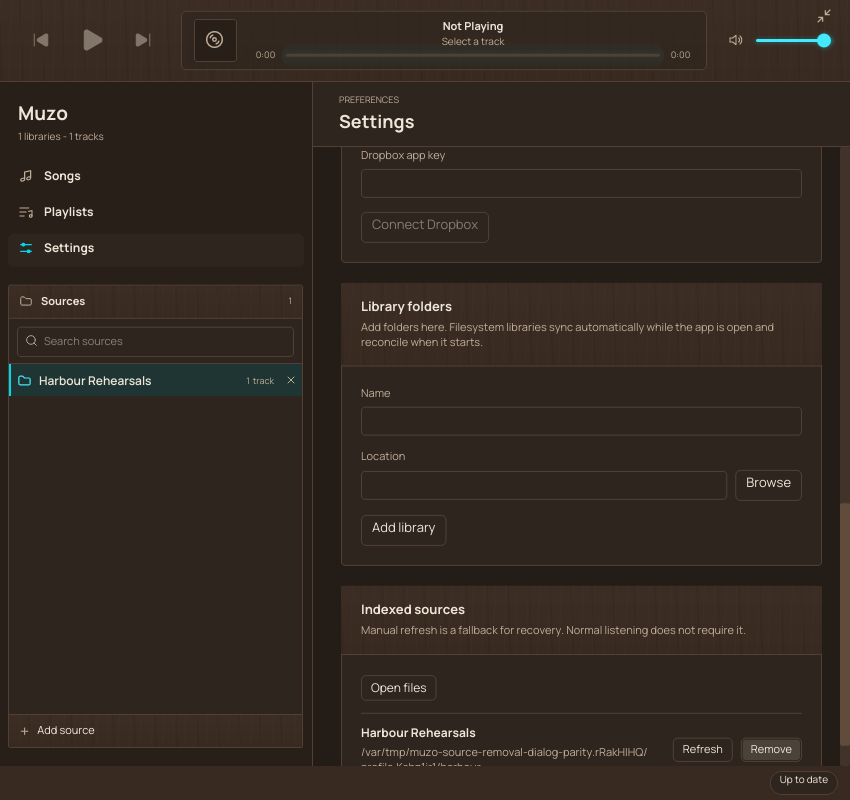 Not Playing
Select a track
0:00
0:00
Muzo
1 libraries - 1 tracks
PREFERENCES
Settings
Songs
Playlists
Settings
Sources
1
Search sources
Harbour Rehearsals
1 track
Add source
Dropbox app key
Connect Dropbox
Library folders
Add folders here. Filesystem libraries sync automatically while the app is open and
reconcile when it starts.
Name
Location
Browse
Add library
Indexed sources
Manual refresh is a fallback for recovery. Normal listening does not require it.
Open files
Harbour Rehearsals
/var/tmp/muzo-source-removal-dialog-parity.rRakHlHQ/
Refresh
Remove
Up to date